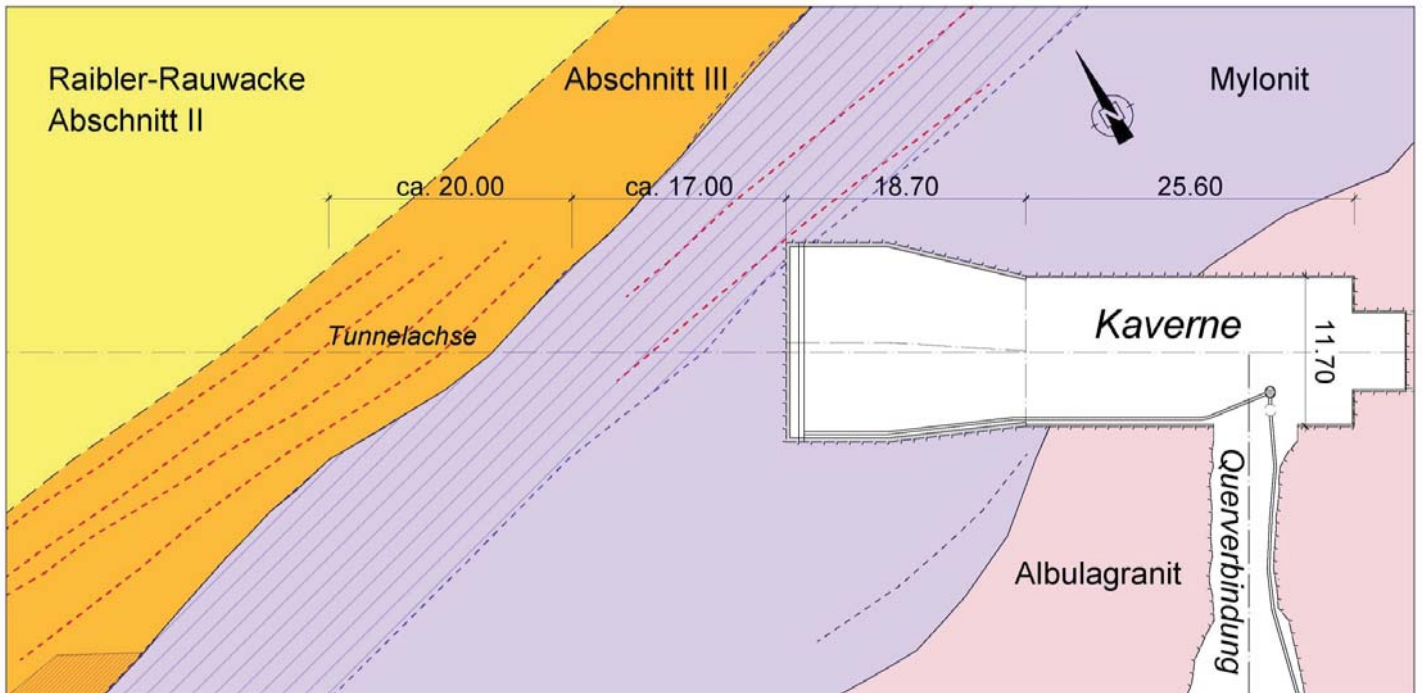 Raibler-Rauwacke
Abschnitt II
Abschnitt III
Mylonit
N
ca. 20.00
ca. 17.00
18.70
25.60
Tunnelachse
Kaverne
11.70
Querverbindung
Albulagranit